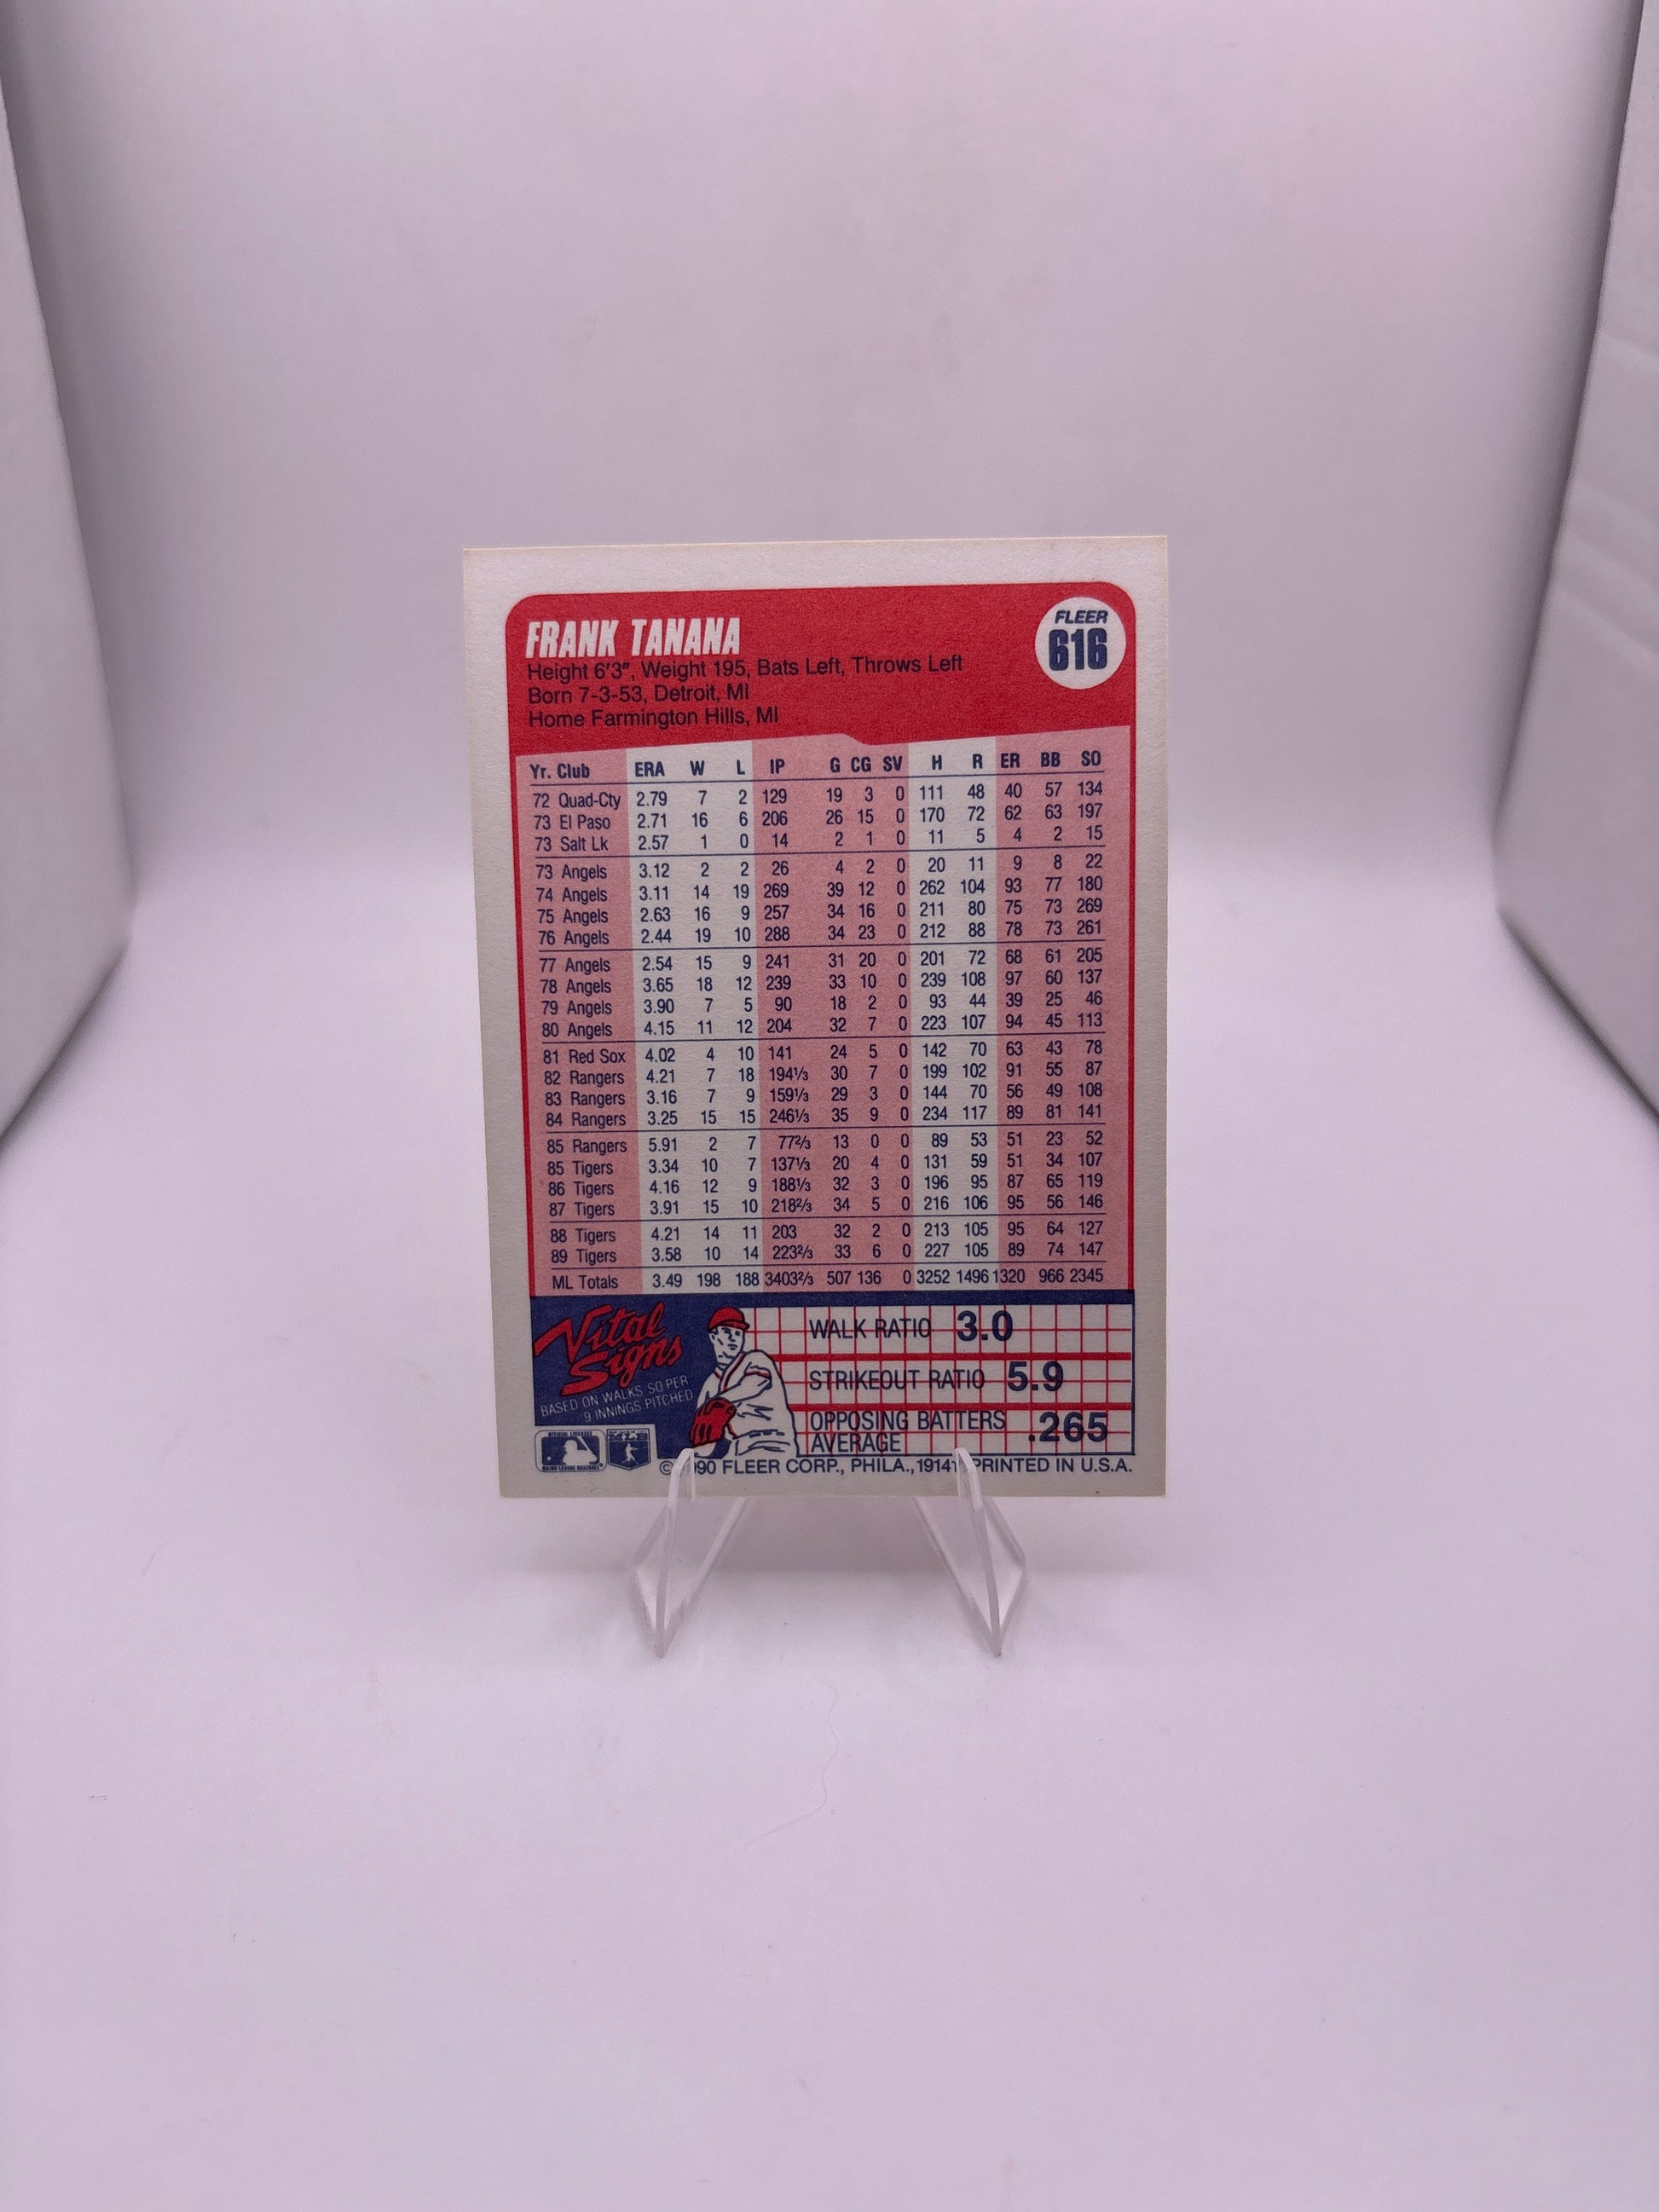 FRANK TANANA
FLEER
616
Height 6'3", Weight 195, Bats Left, Throws Left
Born 7-3-53, Detroit, MI
Home Farmington Hills, MI
Yr. Club ERA W L IP G CG SV H R ER BB SO
72 Quad-Cty 2.79 7 2 129 19 3 0 111 48 40 57 134
73 El Paso 2.71 16 6 206 26 15 0 170 72 62 63 197
73 Salt Lk 2.57 1 0 14 2 1 0 11 5 4 2 15
73 Angels 3.12 2 2 26 4 2 0 20 11 9 8 22
74 Angels 3.11 14 19 269 39 12 0 262 104 93 77 180
75 Angels 2.63 16 9 257 34 16 0 211 80 75 73 269
76 Angels 2.44 19 10 288 34 23 0 212 88 78 73 261
77 Angels 2.54 15 9 241 31 20 0 201 72 68 61 205
78 Angels 3.65 18 12 239 33 10 0 239 108 97 60 137
79 Angels 3.90 7 5 90 18 2 0 93 44 39 25 46
80 Angels 4.15 11 12 204 32 7 0 223 107 94 45 113
81 Red Sox 4.02 4 10 141 24 5 0 142 70 63 43 78
82 Rangers 4.21 7 18 194⅓ 30 7 0 199 102 91 55 87
83 Rangers 3.16 7 9 159⅓ 29 3 0 144 70 56 49 108
84 Rangers 3.25 15 15 246⅓ 35 9 0 234 117 89 81 141
85 Rangers 5.91 2 7 77⅔ 13 0 0 89 53 51 23 52
85 Tigers 3.34 10 7 137⅓ 20 4 0 131 59 51 34 107
86 Tigers 4.16 12 9 188⅓ 32 3 0 196 95 87 65 119
87 Tigers 3.91 15 10 218⅔ 34 5 0 216 106 95 56 146
88 Tigers 4.21 14 11 203 32 2 0 213 105 95 64 127
89 Tigers 3.58 10 14 223⅔ 33 6 0 227 105 89 74 147
ML Totals 3.49 198 188 3403⅔ 507 136 0 3252 1496 1320 966 2345
Vital
Signs
BASED ON WALKS, SO PER
9 INNINGS PITCHED
WALK RATIO 3.0
STRIKEOUT RATIO 5.9
OPPOSING BATTERS
AVERAGE .265
MLB
© 90 FLEER CORP., PHILA., 1914 PRINTED IN U.S.A.